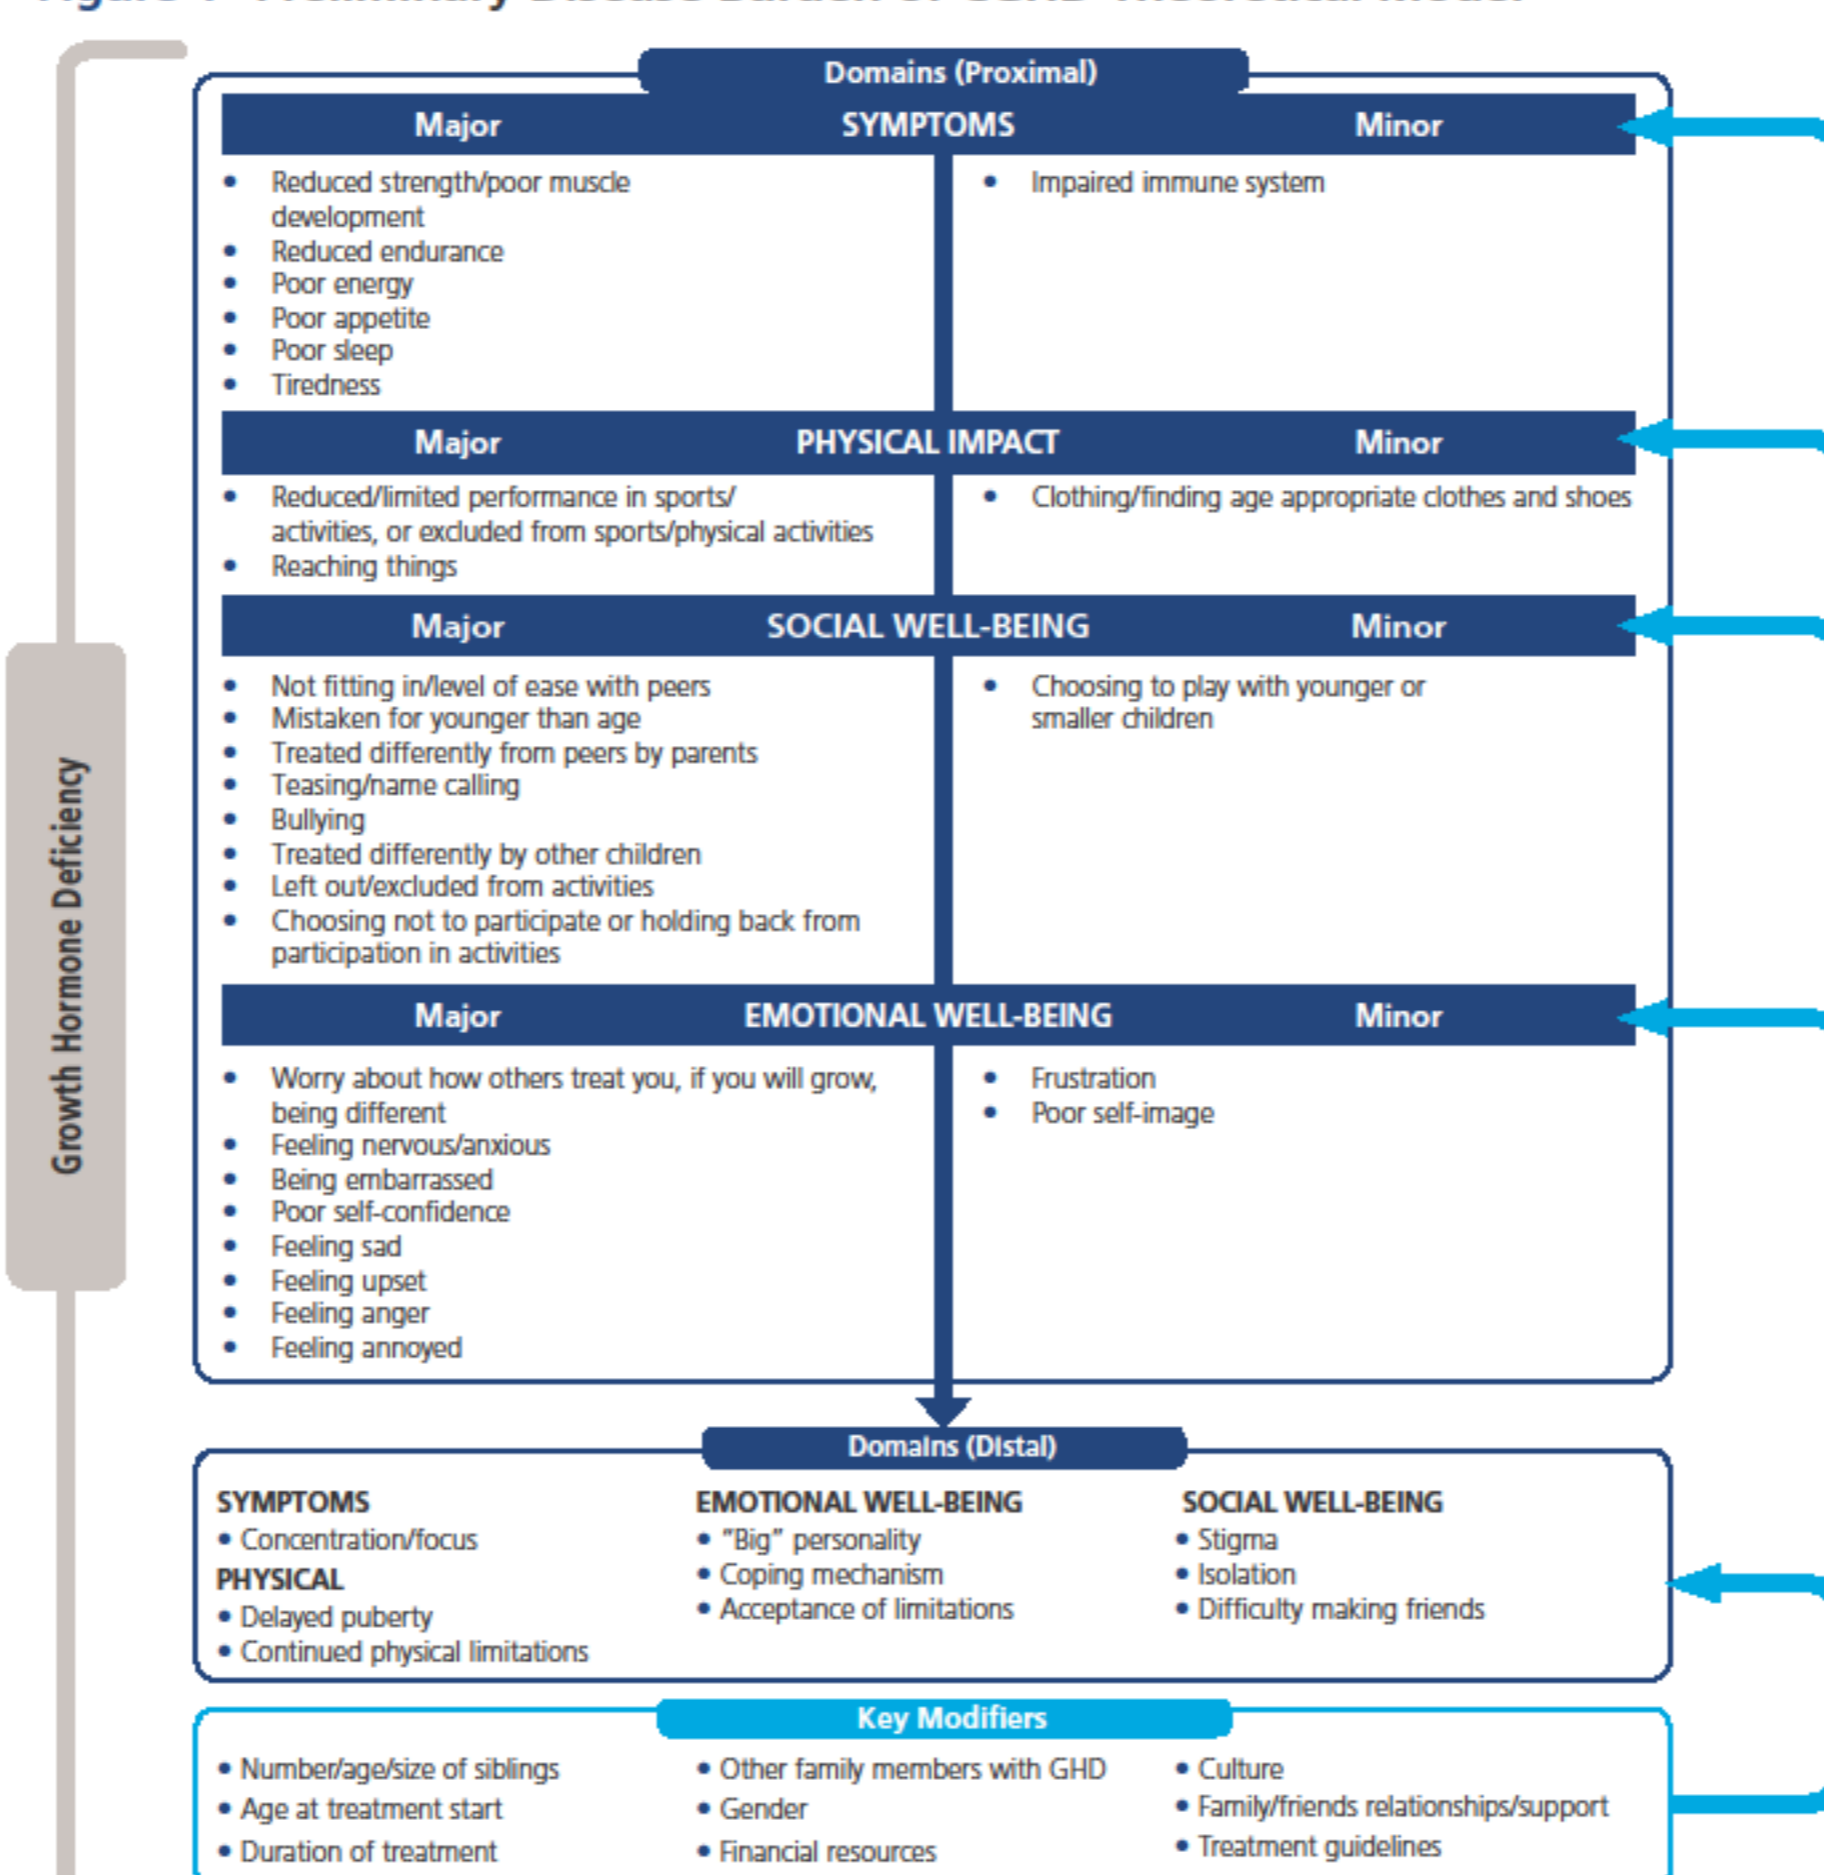 Domains (Proximal)
Major SYMPTOMS Minor
• Reduced strength/poor muscle
development
• Reduced endurance
• Poor energy
• Poor appetite
• Poor sleep
• Tiredness
• Impaired immune system
Major PHYSICAL IMPACT Minor
• Reduced/limited performance in sports/
activities, or excluded from sports/physical activities
• Reaching things
• Clothing/finding age appropriate clothes and shoes
Major SOCIAL WELL-BEING Minor
• Not fitting in/level of ease with peers
• Mistaken for younger than age
• Treated differently from peers by parents
• Teasing/name calling
• Bullying
• Treated differently by other children
• Left out/excluded from activities
• Choosing not to participate or holding back from
participation in activities
• Choosing to play with younger or
smaller children
Major EMOTIONAL WELL-BEING Minor
• Worry about how others treat you, if you will grow,
being different
• Feeling nervous/anxious
• Being embarrassed
• Poor self-confidence
• Feeling sad
• Feeling upset
• Feeling anger
• Feeling annoyed
• Frustration
• Poor self-image
Growth Hormone Deficiency
Domains (Distal)
SYMPTOMS
• Concentration/focus
PHYSICAL
• Delayed puberty
• Continued physical limitations
EMOTIONAL WELL-BEING
• ”Big” personality
• Coping mechanism
• Acceptance of limitations
SOCIAL WELL-BEING
• Stigma
• Isolation
• Difficulty making friends
Key Modifiers
• Number/age/size of siblings
• Age at treatment start
• Duration of treatment
• Other family members with GHD
• Gender
• Financial resources
• Culture
• Family/friends relationships/support
• Treatment guidelines